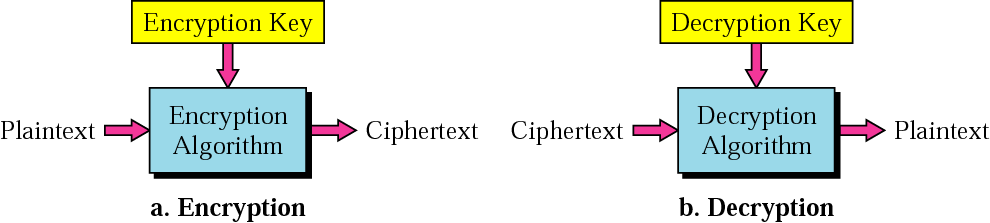 Encryption Key
Plaintext
Encryption
Algorithm
Ciphertext
a. Encryption
Decryption Key
Ciphertext
Decryption
Algorithm
Plaintext
b. Decryption